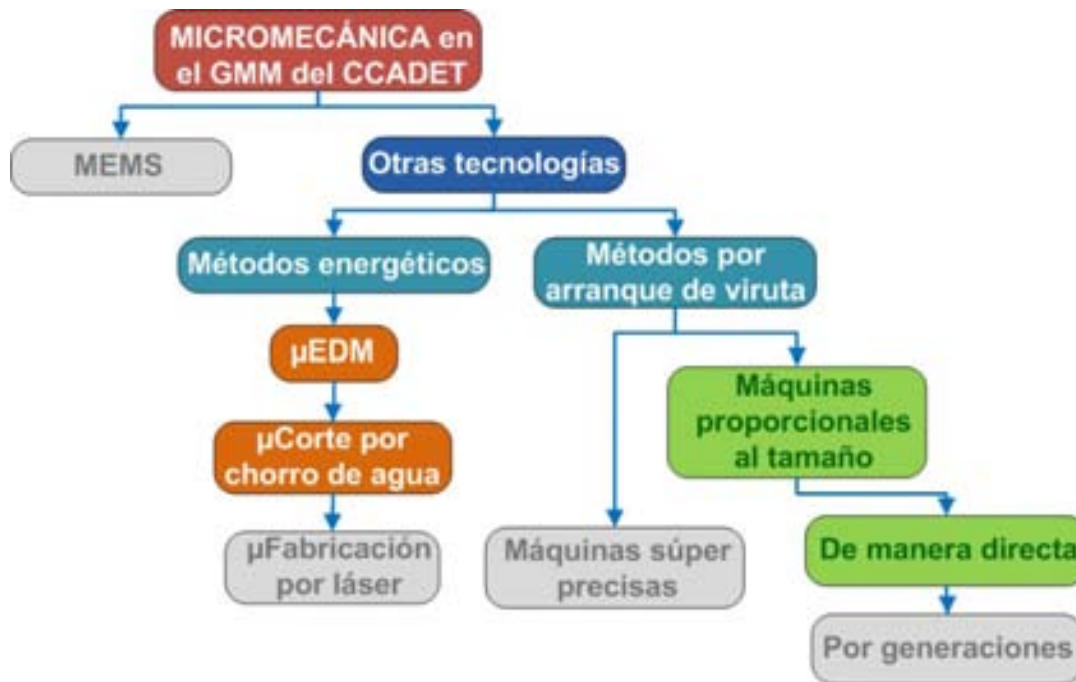 MICROMECÁNICA en
el GMM del CCADET
MEMS
Otras tecnologías
Métodos energéticos
Métodos por
arranque de viruta
µEDM
Máquinas
proporcionales
al tamaño
µCorte por
chorro de agua
µFabricación
por láser
Máquinas súper
precisas
De manera directa
Por generaciones